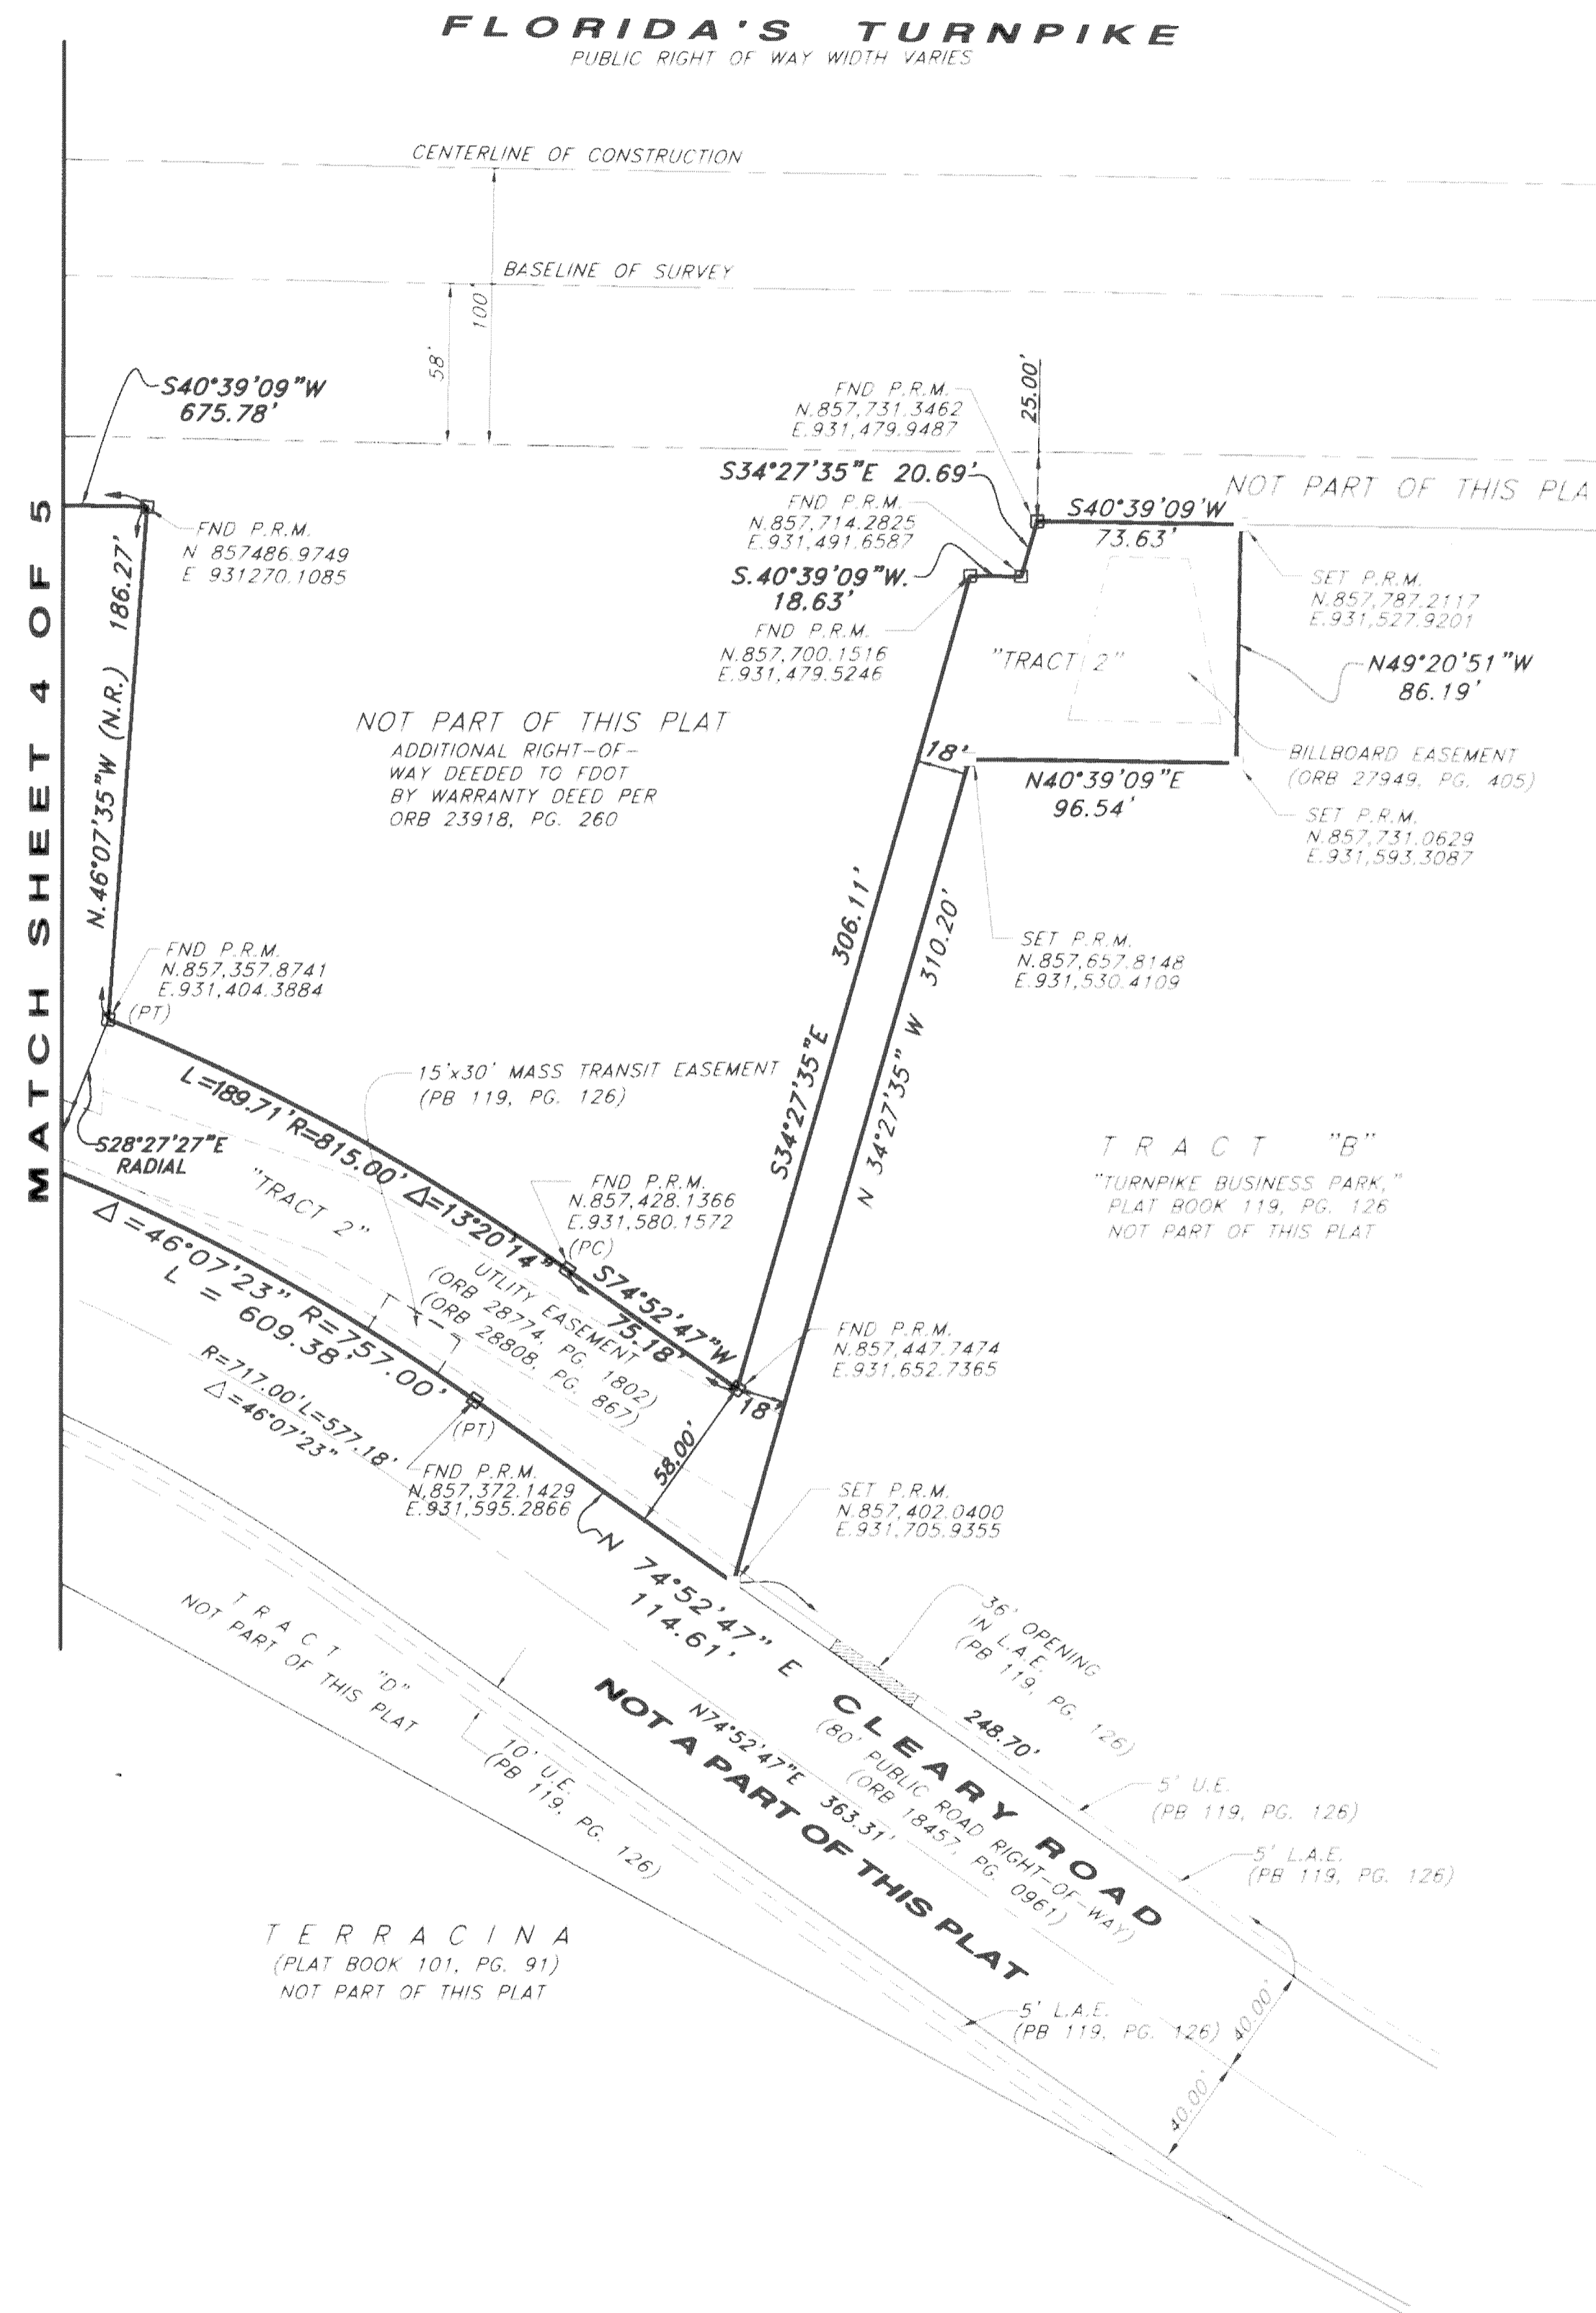 FLORIDA'S TURNPIKE
PUBLIC RIGHT OF WAY WIDTH VARIES
CENTERLINE OF CONSTRUCTION
BASELINE OF SURVEY
58'
100'
MATCH SHEET 4 OF 5
S40°39'09"W
675.78'
FND P.R.M.
N 857486.9749
E 931270.1085
N.46°07'35"W (N.R.) 186.27'
FND P.R.M.
N.857,731.3462
E.931,479.9487
25.00'
S34°27'35"E 20.69'
FND P.R.M.
N.857,714.2825
E.931,491.6587
S.40°39'09"W.
18.63'
FND P.R.M.
N.857,700.1516
E.931,479.5246
NOT PART OF THIS PLA
S40°39'09'W
73.63'
SET P.R.M.
N.857,787.2117
E.931,527.9201
"TRACT 2"
N49°20'51"W
86.19'
BILLBOARD EASEMENT
(ORB 27949, PG. 405)
18'
N40°39'09"E
96.54'
SET P.R.M.
N.857,731.0629
E.931,593.3087
NOT PART OF THIS PLAT
ADDITIONAL RIGHT-OF-
WAY DEEDED TO FDOT
BY WARRANTY DEED PER
ORB 23918, PG. 260
SET P.R.M.
N.857,657.8148
E.931,530.4109
S34°27'35"E 306.11'
N 34°27'35" W 310.20'
FND P.R.M.
N.857,357.8741
E.931,404.3884
(PT)
15'x30' MASS TRANSIT EASEMENT
(PB 119, PG. 126)
L=189.71'R=815.00' Δ=13°20'14"
S28°27'27"E
RADIAL
"TRACT 2"
FND P.R.M.
N.857,428.1366
E.931,580.1572
(PC)
TRACT "B"
"TURNPIKE BUSINESS PARK,"
PLAT BOOK 119, PG. 126
NOT PART OF THIS PLAT
S74°52'47"W
75.18'
UTLITY EASEMENT
(ORB 28774, PG. 1802)
(ORB 28808, PG. 867)
Δ=46°07'23" R=757.00'
L = 609.38'
R=717.00'L=577.18'
Δ=46°07'23"
FND P.R.M.
N.857,447.7474
E.931,652.7365
18'
58.00'
(PT)
FND P.R.M.
N,857,372.1429
E.931,595.2866
SET P.R.M.
N.857,402.0400
E.931,705.9355
N 74°52'47" E
114.61'
36' OPENING
IN L.A.E.
(PB 119, PG. 126)
TRACT "D"
NOT PART OF THIS PLAT
10' U.E.
(PB 119, PG. 126)
248.70'
CLEARY ROAD
(80' PUBLIC ROAD RIGHT-OF-WAY)
(ORB 18457, PG. 0961)
N74°52'47"E 363.31'
NOT A PART OF THIS PLAT
5' U.E.
(PB 119, PG. 126)
5' L.A.E.
(PB 119, PG. 126)
TERRACINA
(PLAT BOOK 101, PG. 91)
NOT PART OF THIS PLAT
5' L.A.E.
(PB 119, PG. 126)
40.00'
40.00'